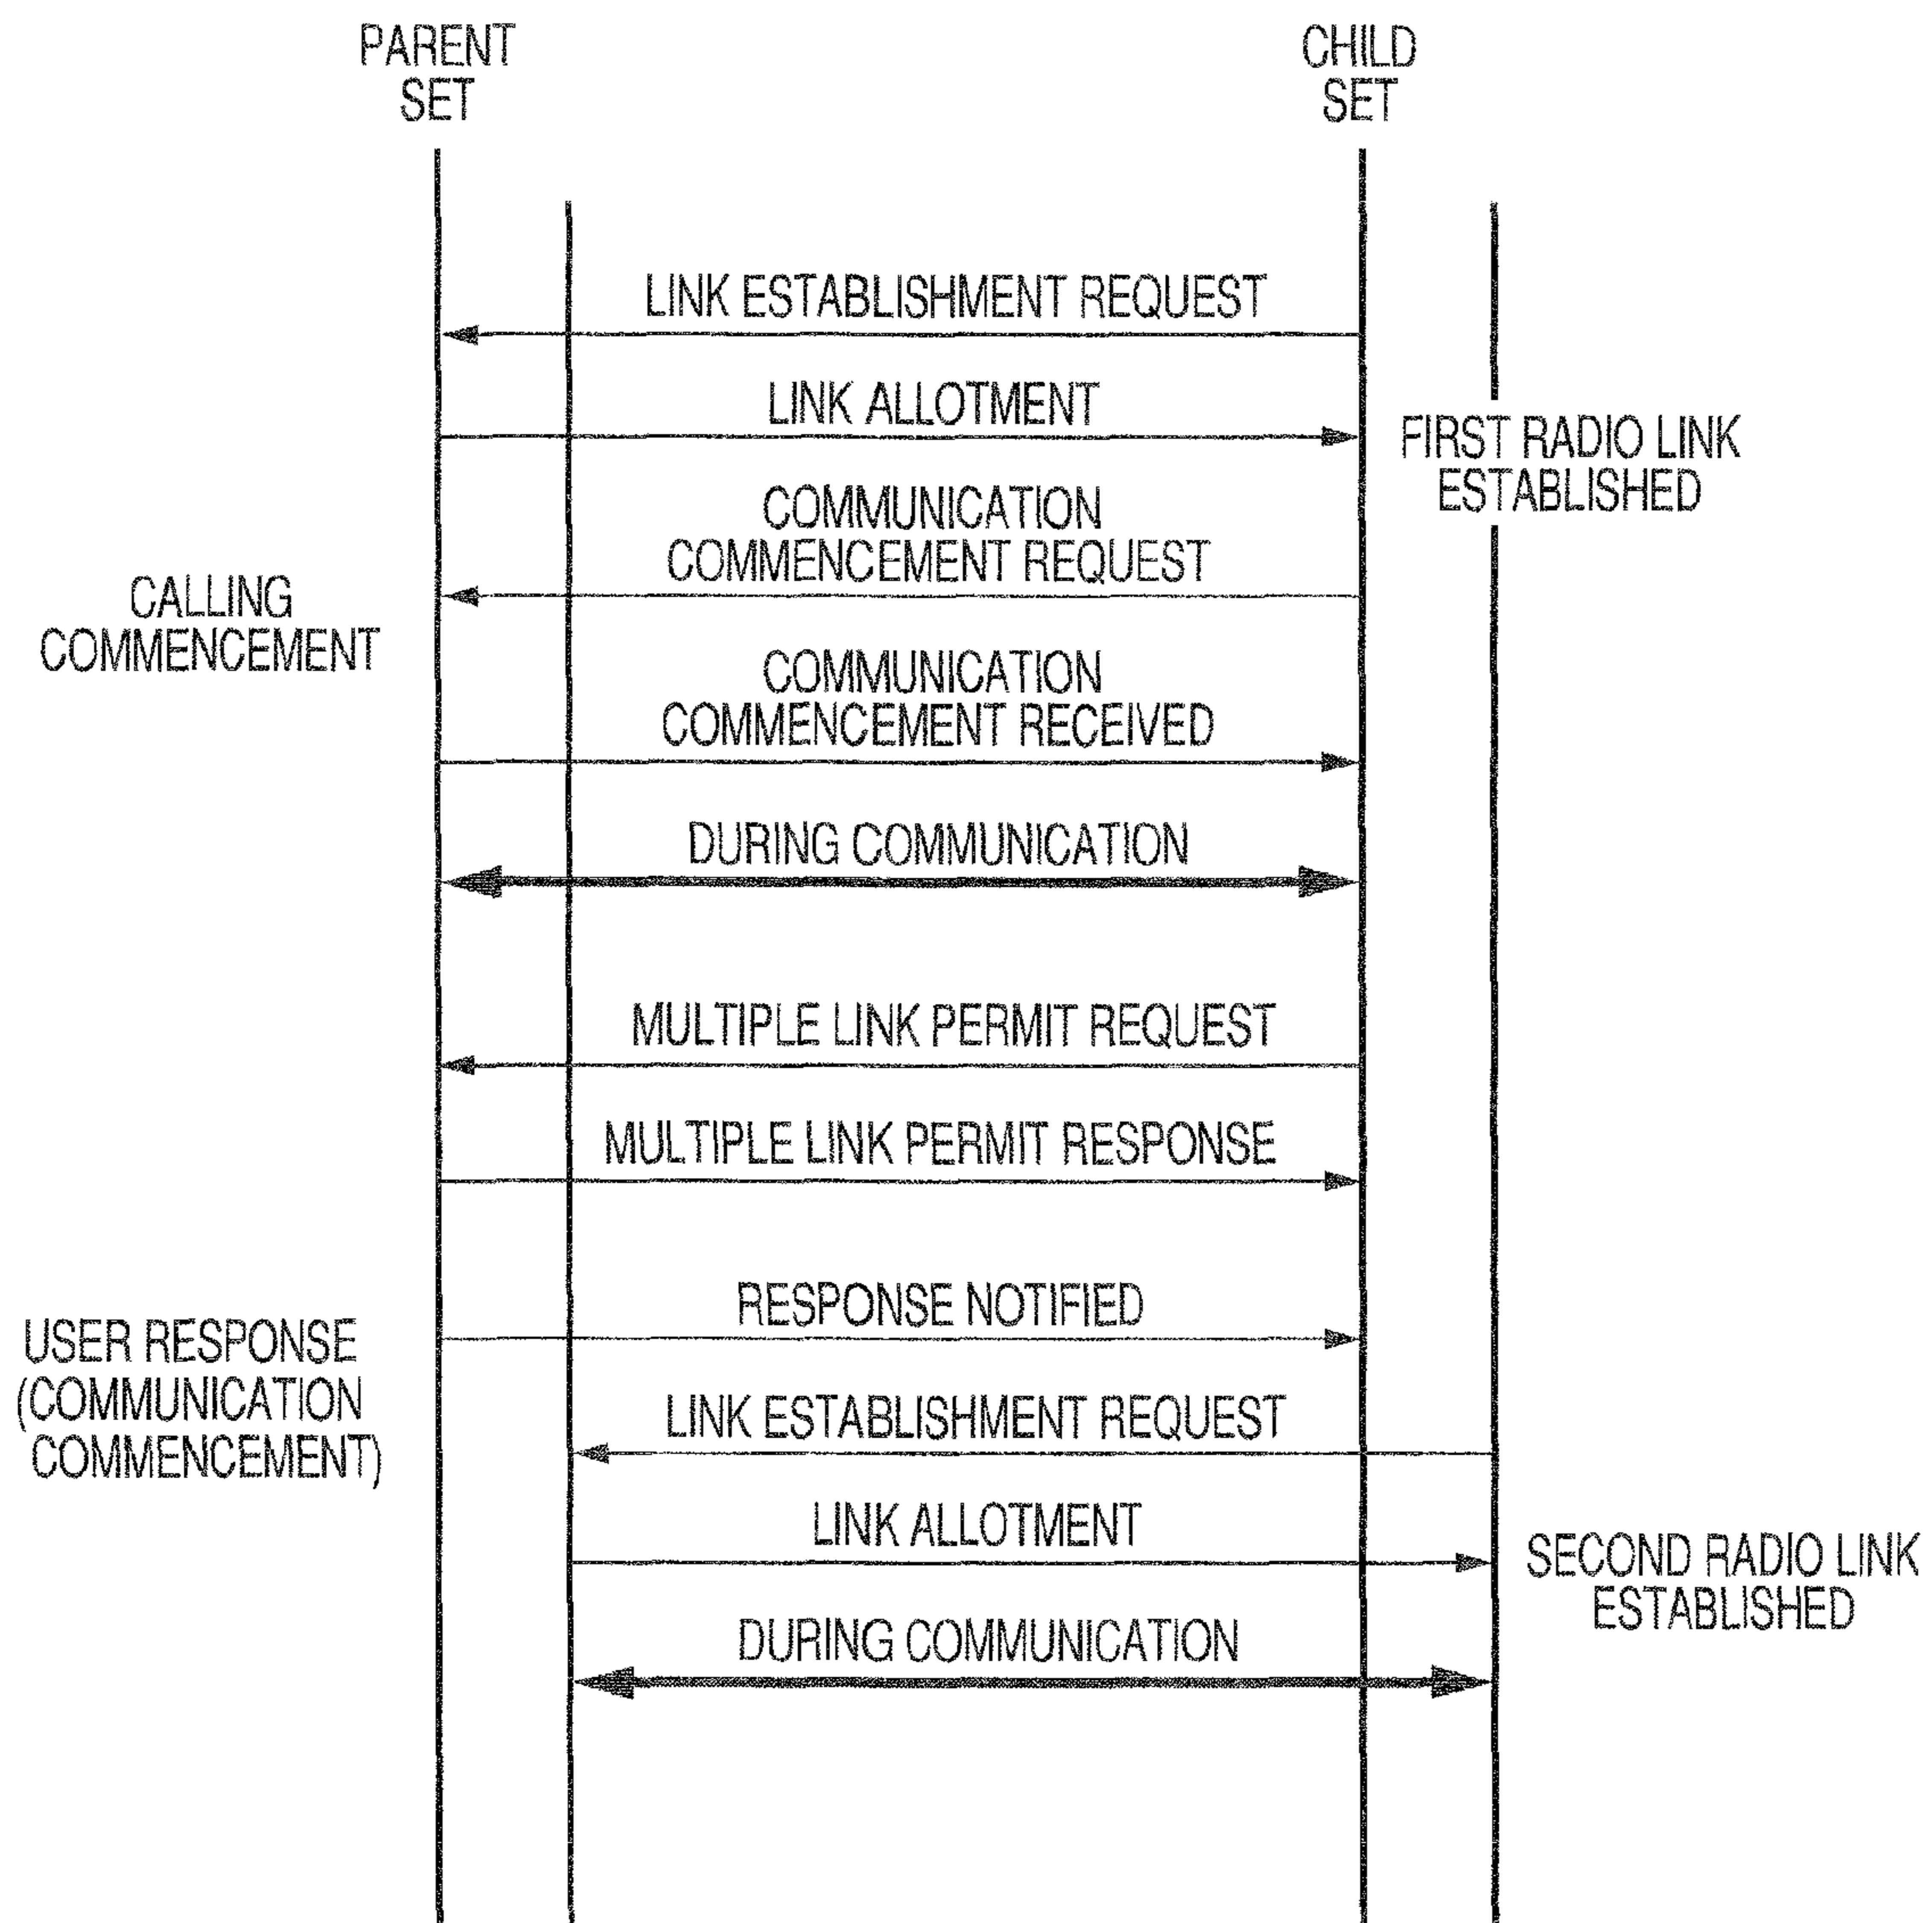 PARENT
SET
CHILD
SET
LINK ESTABLISHMENT REQUEST
LINK ALLOTMENT
FIRST RADIO LINK
ESTABLISHED
COMMUNICATION
COMMENCEMENT REQUEST
CALLING
COMMENCEMENT
COMMUNICATION
COMMENCEMENT RECEIVED
DURING COMMUNICATION
MULTIPLE LINK PERMIT REQUEST
MULTIPLE LINK PERMIT RESPONSE
RESPONSE NOTIFIED
USER RESPONSE
(COMMUNICATION
COMMENCEMENT)
LINK ESTABLISHMENT REQUEST
LINK ALLOTMENT
SECOND RADIO LINK
ESTABLISHED
DURING COMMUNICATION